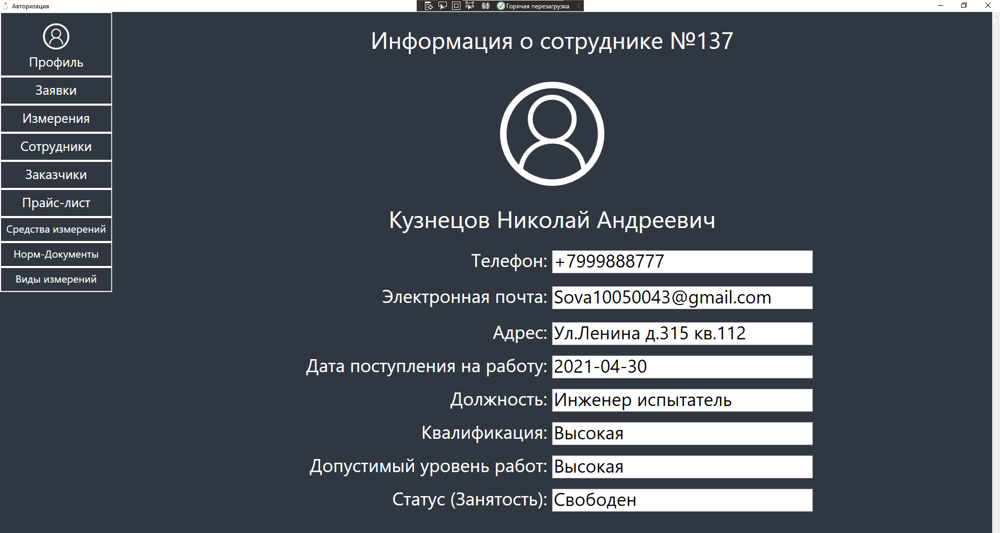 Авторизация
Горячая перезагрузка
Профиль
Заявки
Измерения
Сотрудники
Заказчики
Прайс-лист
Средства измерений
Норм-Документы
Виды измерений
Информация о сотруднике №137
Кузнецов Николай Андреевич
Телефон: +7999888777
Электронная почта: Sova10050043@gmail.com
Адрес: Ул.Ленина д.315 кв.112
Дата поступления на работу: 2021-04-30
Должность: Инженер испытатель
Квалификация: Высокая
Допустимый уровень работ: Высокая
Статус (Занятость): Свободен